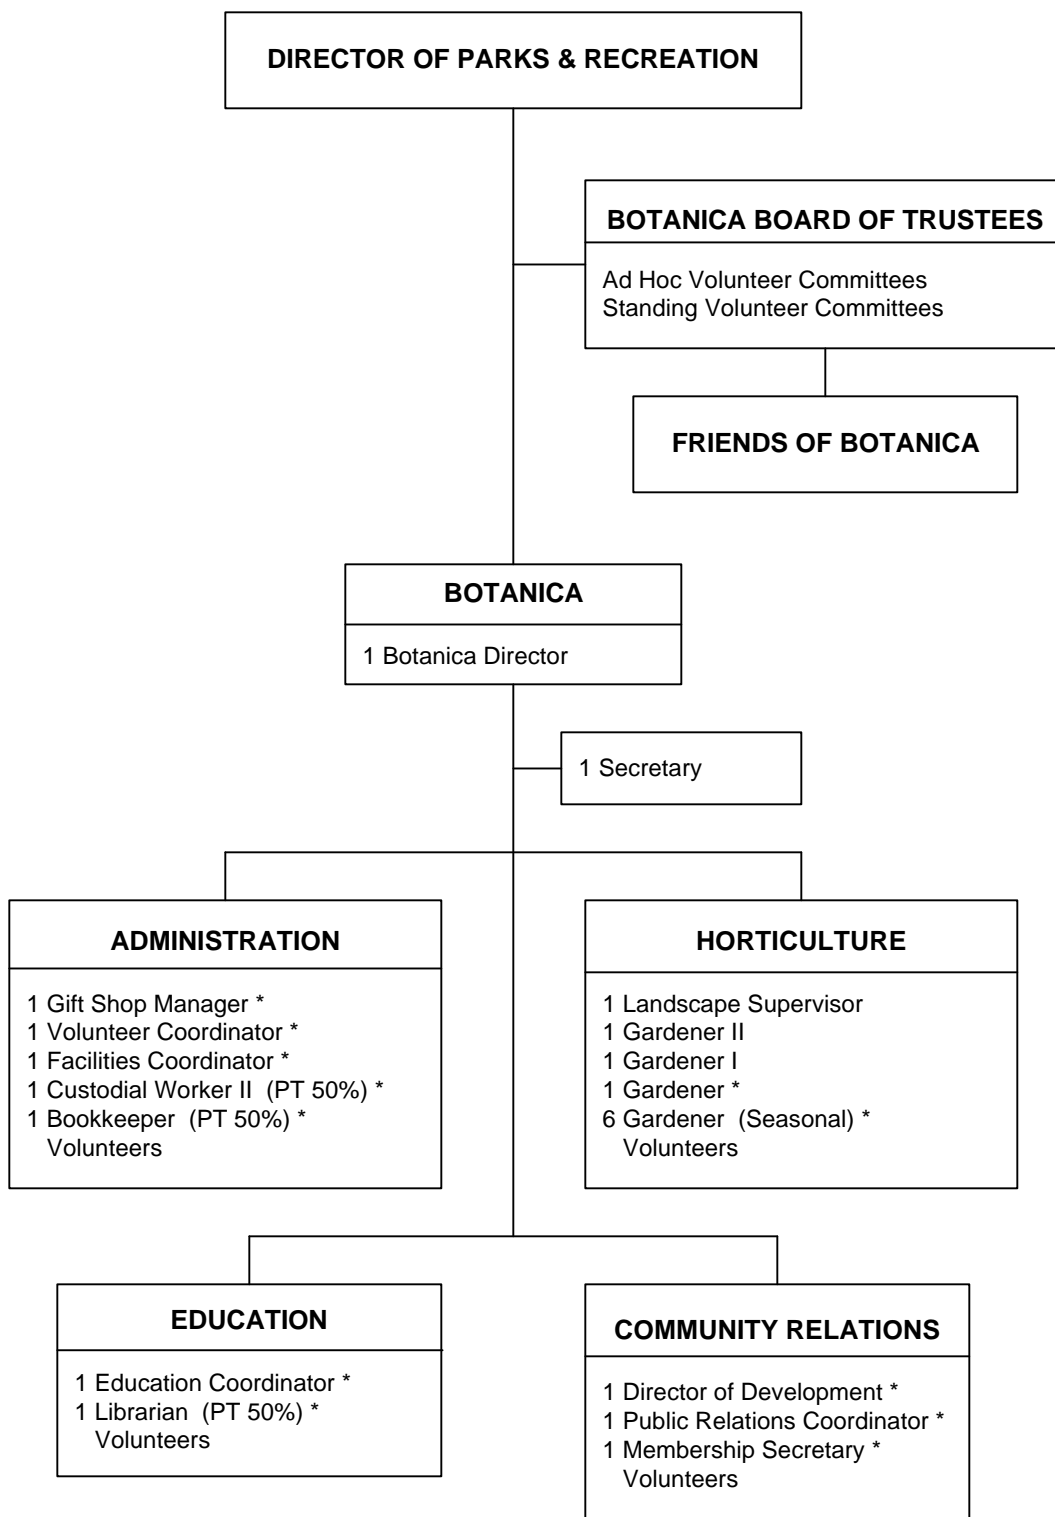 DIRECTOR OF PARKS & RECREATION
BOTANICA BOARD OF TRUSTEES
Ad Hoc Volunteer Committees
Standing Volunteer Committees
FRIENDS OF BOTANICA
BOTANICA
1 Botanica Director
1 Secretary
ADMINISTRATION
1 Gift Shop Manager *
1 Volunteer Coordinator *
1 Facilities Coordinator *
1 Custodial Worker II (PT 50%) *
1 Bookkeeper (PT 50%) *
Volunteers
HORTICULTURE
1 Landscape Supervisor
1 Gardener II
1 Gardener I
1 Gardener *
6 Gardener (Seasonal) *
Volunteers
EDUCATION
1 Education Coordinator *
1 Librarian (PT 50%) *
Volunteers
COMMUNITY RELATIONS
1 Director of Development *
1 Public Relations Coordinator *
1 Membership Secretary *
Volunteers